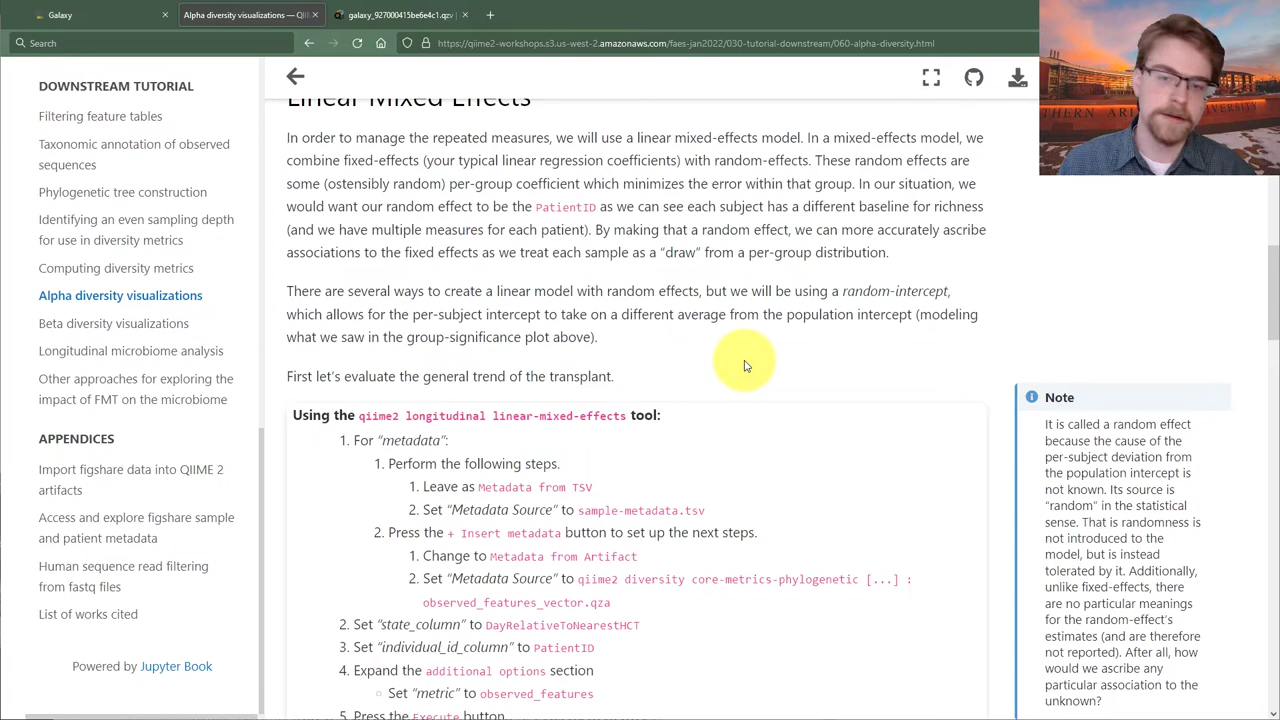 Galaxy
Alpha diversity visualizations — QII
galaxy_927000415be6e4c1.qzv
Search
https://qiime2-workshops.s3.us-west-2.amazonaws.com/faes-jan2022/030-tutorial-downstream/060-alpha-diversity.html
DOWNSTREAM TUTORIAL
Filtering feature tables
Taxonomic annotation of observed
sequences
Phylogenetic tree construction
Identifying an even sampling depth
for use in diversity metrics
Computing diversity metrics
Alpha diversity visualizations
Beta diversity visualizations
Longitudinal microbiome analysis
Other approaches for exploring the
impact of FMT on the microbiome
APPENDICES
Import figshare data into QIIME 2
artifacts
Access and explore figshare sample
and patient metadata
Human sequence read filtering
from fastq files
List of works cited
Powered by Jupyter Book
Linear Mixed Effects
In order to manage the repeated measures, we will use a linear mixed-effects model. In a mixed-effects model, we
combine fixed-effects (your typical linear regression coefficients) with random-effects. These random effects are
some (ostensibly random) per-group coefficient which minimizes the error within that group. In our situation, we
would want our random effect to be the PatientID as we can see each subject has a different baseline for richness
(and we have multiple measures for each patient). By making that a random effect, we can more accurately ascribe
associations to the fixed effects as we treat each sample as a “draw” from a per-group distribution.
There are several ways to create a linear model with random effects, but we will be using a random-intercept,
which allows for the per-subject intercept to take on a different average from the population intercept (modeling
what we saw in the group-significance plot above).
First let’s evaluate the general trend of the transplant.
Using the qiime2 longitudinal linear-mixed-effects tool:
1. For “metadata”:
1. Perform the following steps.
1. Leave as Metadata from TSV
2. Set “Metadata Source” to sample-metadata.tsv
2. Press the + Insert metadata button to set up the next steps.
1. Change to Metadata from Artifact
2. Set “Metadata Source” to qiime2 diversity core-metrics-phylogenetic [...] :
observed_features_vector.qza
2. Set “state_column” to DayRelativeToNearestHCT
3. Set “individual_id_column” to PatientID
4. Expand the additional options section
Set “metric” to observed_features
5. Press the Execute button
Note
It is called a random effect
because the cause of the
per-subject deviation from
the population intercept is
not known. Its source is
“random” in the statistical
sense. That is randomness is
not introduced to the
model, but is instead
tolerated by it. Additionally,
unlike fixed-effects, there
are no particular meanings
for the random-effect’s
estimates (and are therefore
not reported). After all, how
would we ascribe any
particular association to the
unknown?